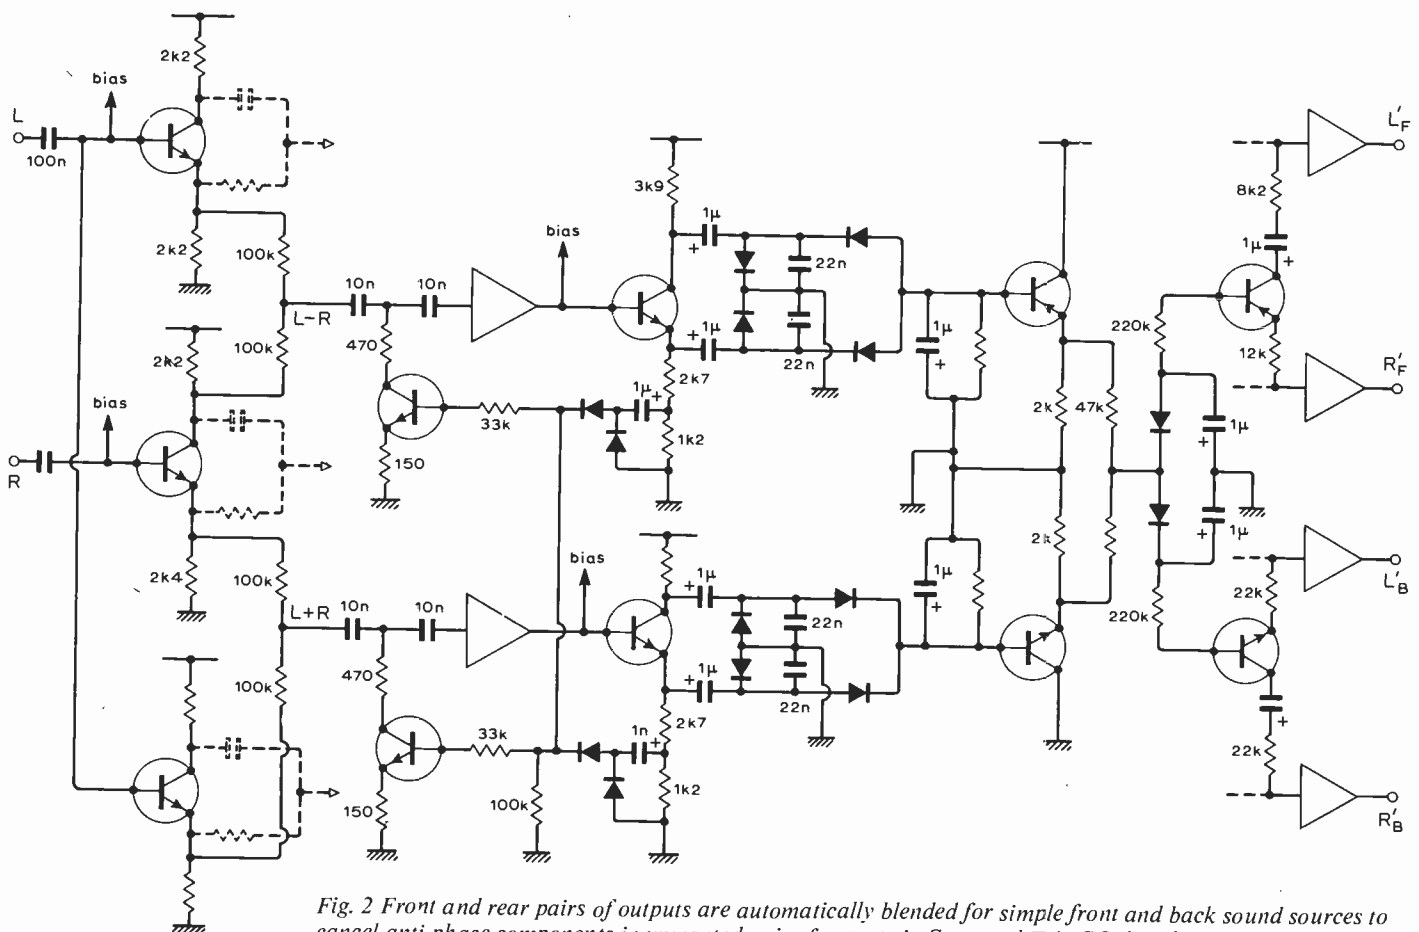 2k2
bias
L
100n
2k2
100k
L–R
10n
10n
bias
3k9
1μ
+
22n
1μ
+
22n
1μ
+
100k
2k2
470
2k7
1μ
+
33k
150
1k2
bias
R
2k
47k
220k
1μ
+
8k2
1μ
+
12k
L'F
R'F
2k4
100k
L+R
10n
10n
bias
1μ
+
22n
1μ
+
22n
1μ
+
2k
1μ
+
220k
22k
+
22k
L'B
R'B
100k
470
33k
1n
+
2k7
150
100k
1k2
Fig. 2 Front and rear pairs of outputs are automatically blended for simple front and back sound sources to